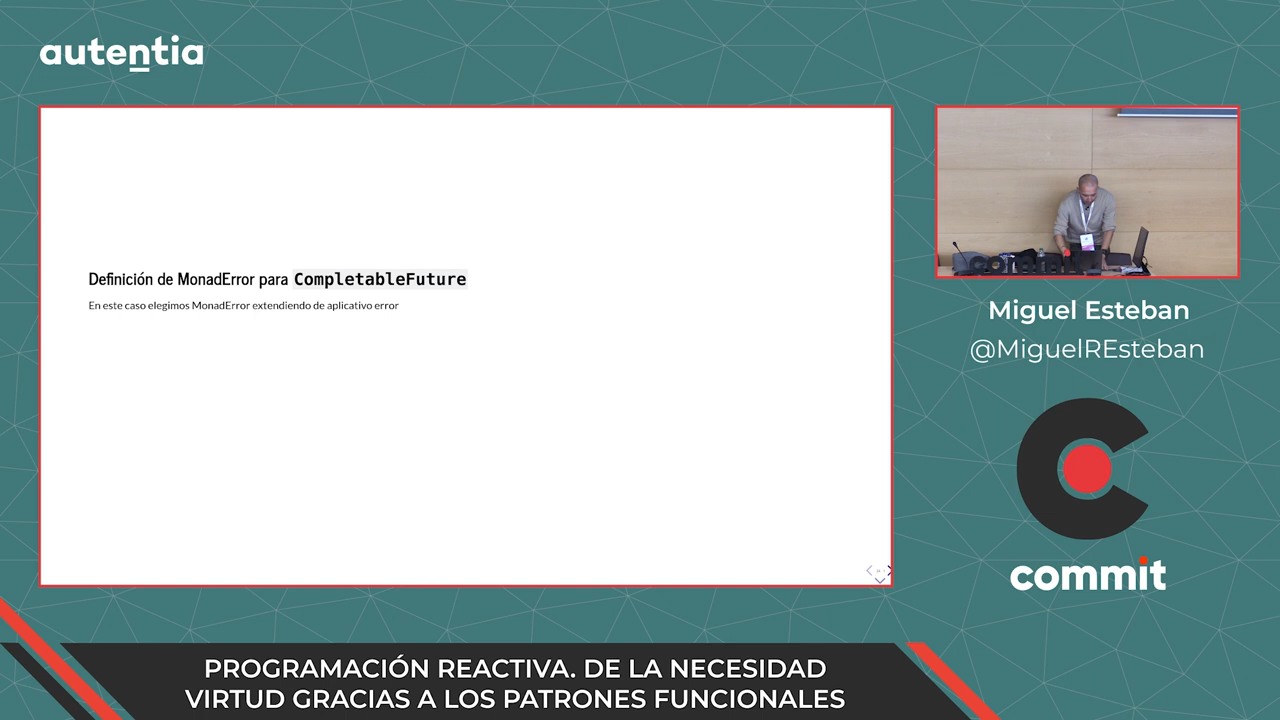 autentia
Definición de MonadError para CompletableFuture
En este caso elegimos MonadError extendiendo de aplicativo error
Miguel Esteban
@MiguelREsteban
commit
PROGRAMACIÓN REACTIVA. DE LA NECESIDAD
VIRTUD GRACIAS A LOS PATRONES FUNCIONALES